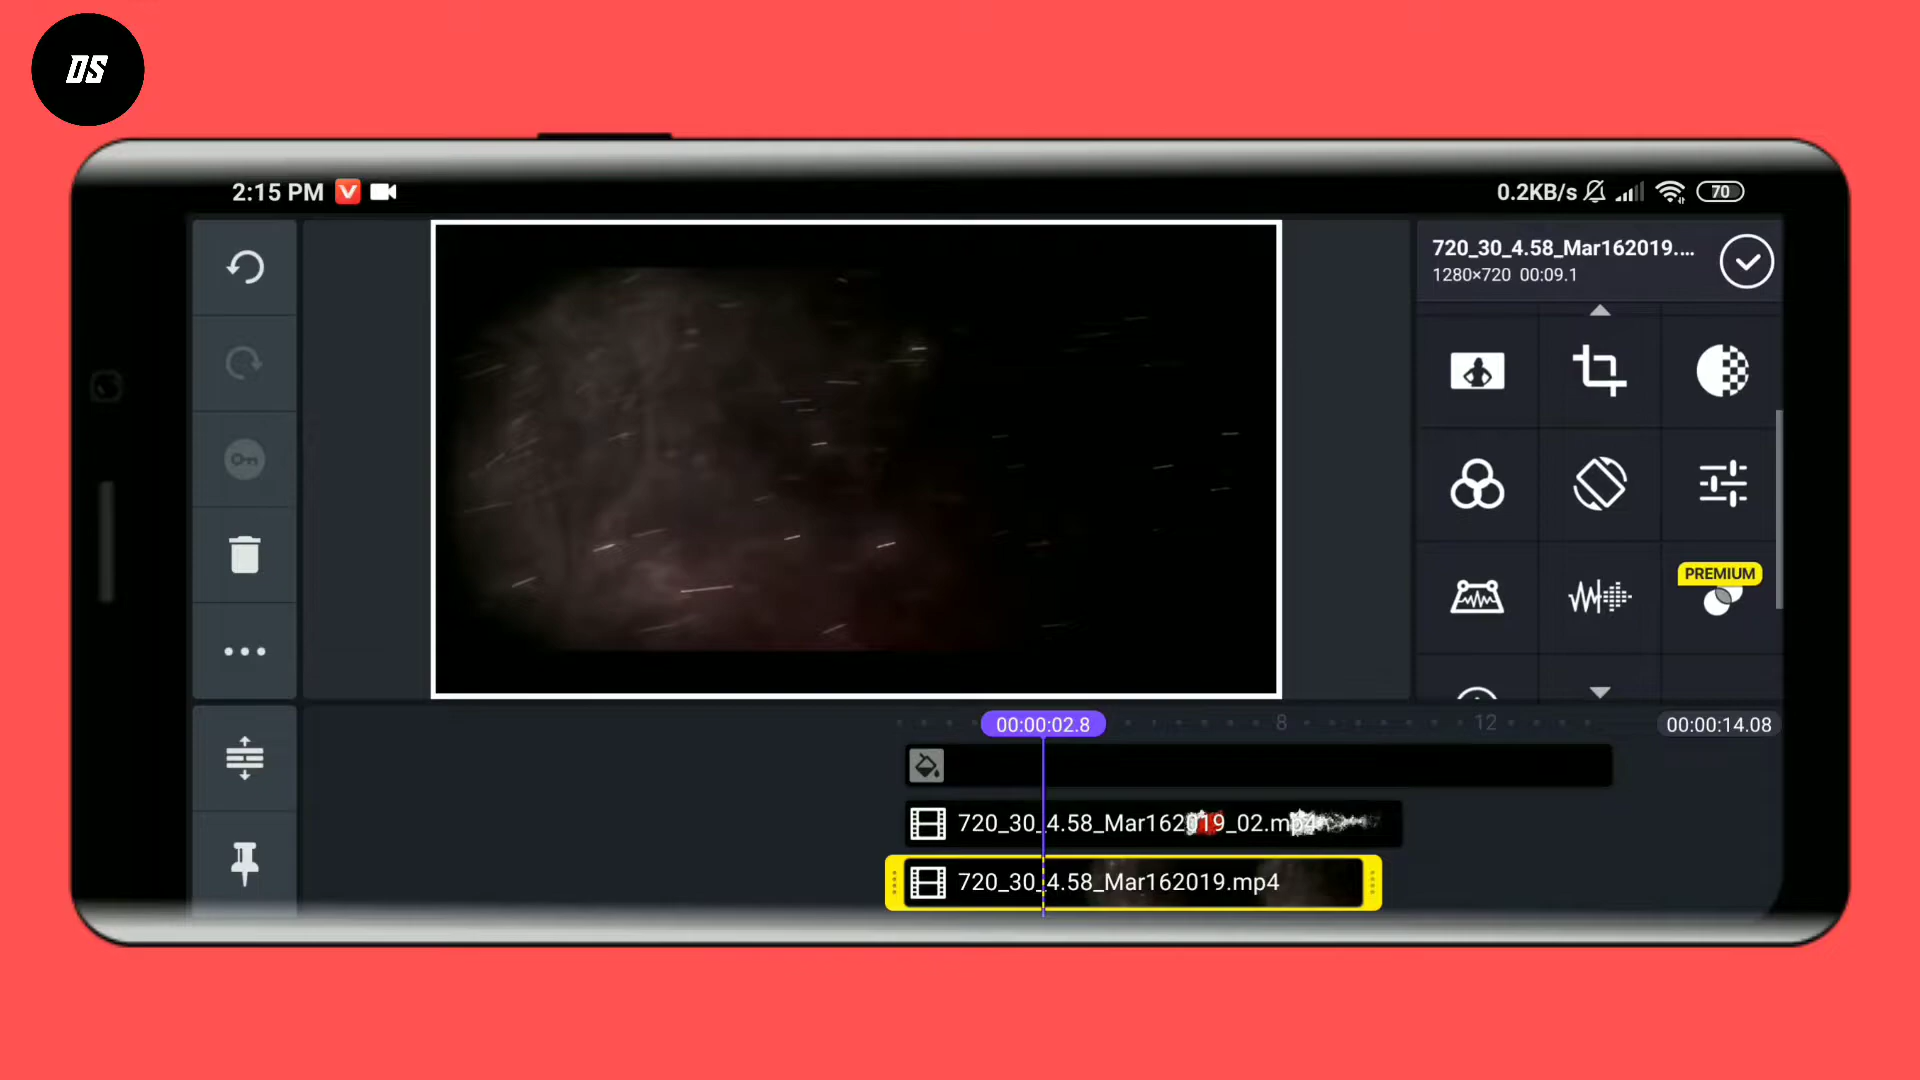 DS
2:15 PM
0.2KB/s
70
720_30_4.58_Mar162019....
1280×720 00:09.1
PREMIUM
00:00:02.8
8
12
00:00:14.08
720_30_4.58_Mar162019_02.mp4
720_30_4.58_Mar162019.mp4